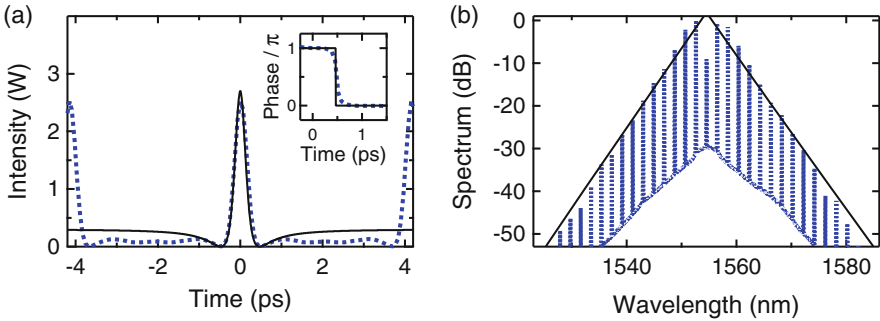 (a)
Intensity (W)
3
2
1
0
-4
-2
0
2
4
Time (ps)
Phase / π
1
0
0
1
Time (ps)
(b)
Spectrum (dB)
0
-10
-20
-30
-40
-50
1540
1560
1580
Wavelength (nm)